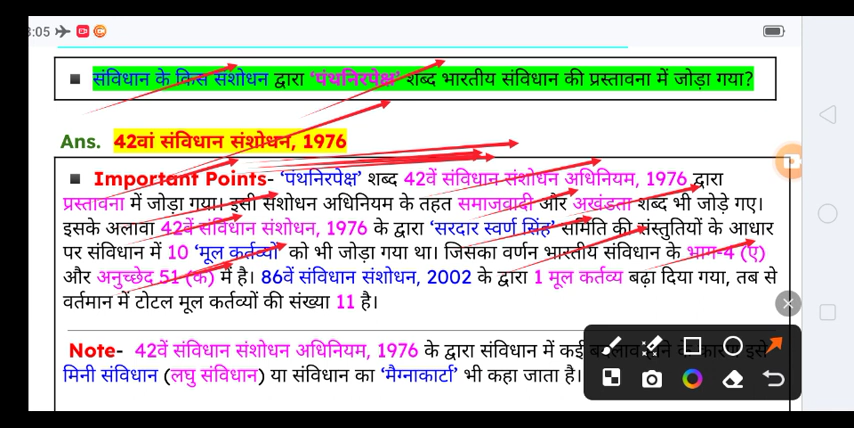 :05
■ संविधान के किस संशोधन द्वारा ‘पंथनिरपेक्ष’ शब्द भारतीय संविधान की प्रस्तावना में जोड़ा गया?
Ans. 42वां संविधान संशोधन, 1976
■ Important Points- ‘पंथनिरपेक्ष’ शब्द 42वें संविधान संशोधन अधिनियम, 1976 द्वारा
प्रस्तावना में जोड़ा गया। इसी संशोधन अधिनियम के तहत समाजवादी और अखंडता शब्द भी जोड़े गए।
इसके अलावा 42वें संविधान संशोधन, 1976 के द्वारा ‘सरदार स्वर्ण सिंह’ समिति की संस्तुतियों के आधार
पर संविधान में 10 ‘मूल कर्तव्यों’ को भी जोड़ा गया था। जिसका वर्णन भारतीय संविधान के भाग-4 (ए)
और अनुच्छेद 51 (क) में है। 86वें संविधान संशोधन, 2002 के द्वारा 1 मूल कर्तव्य बढ़ा दिया गया, तब से
वर्तमान में टोटल मूल कर्तव्यों की संख्या 11 है।
Note- 42वें संविधान संशोधन अधिनियम, 1976 के द्वारा संविधान में कई इसे
मिनी संविधान (लघु संविधान) या संविधान का ‘मैग्नाकार्टा’ भी कहा जाता है।